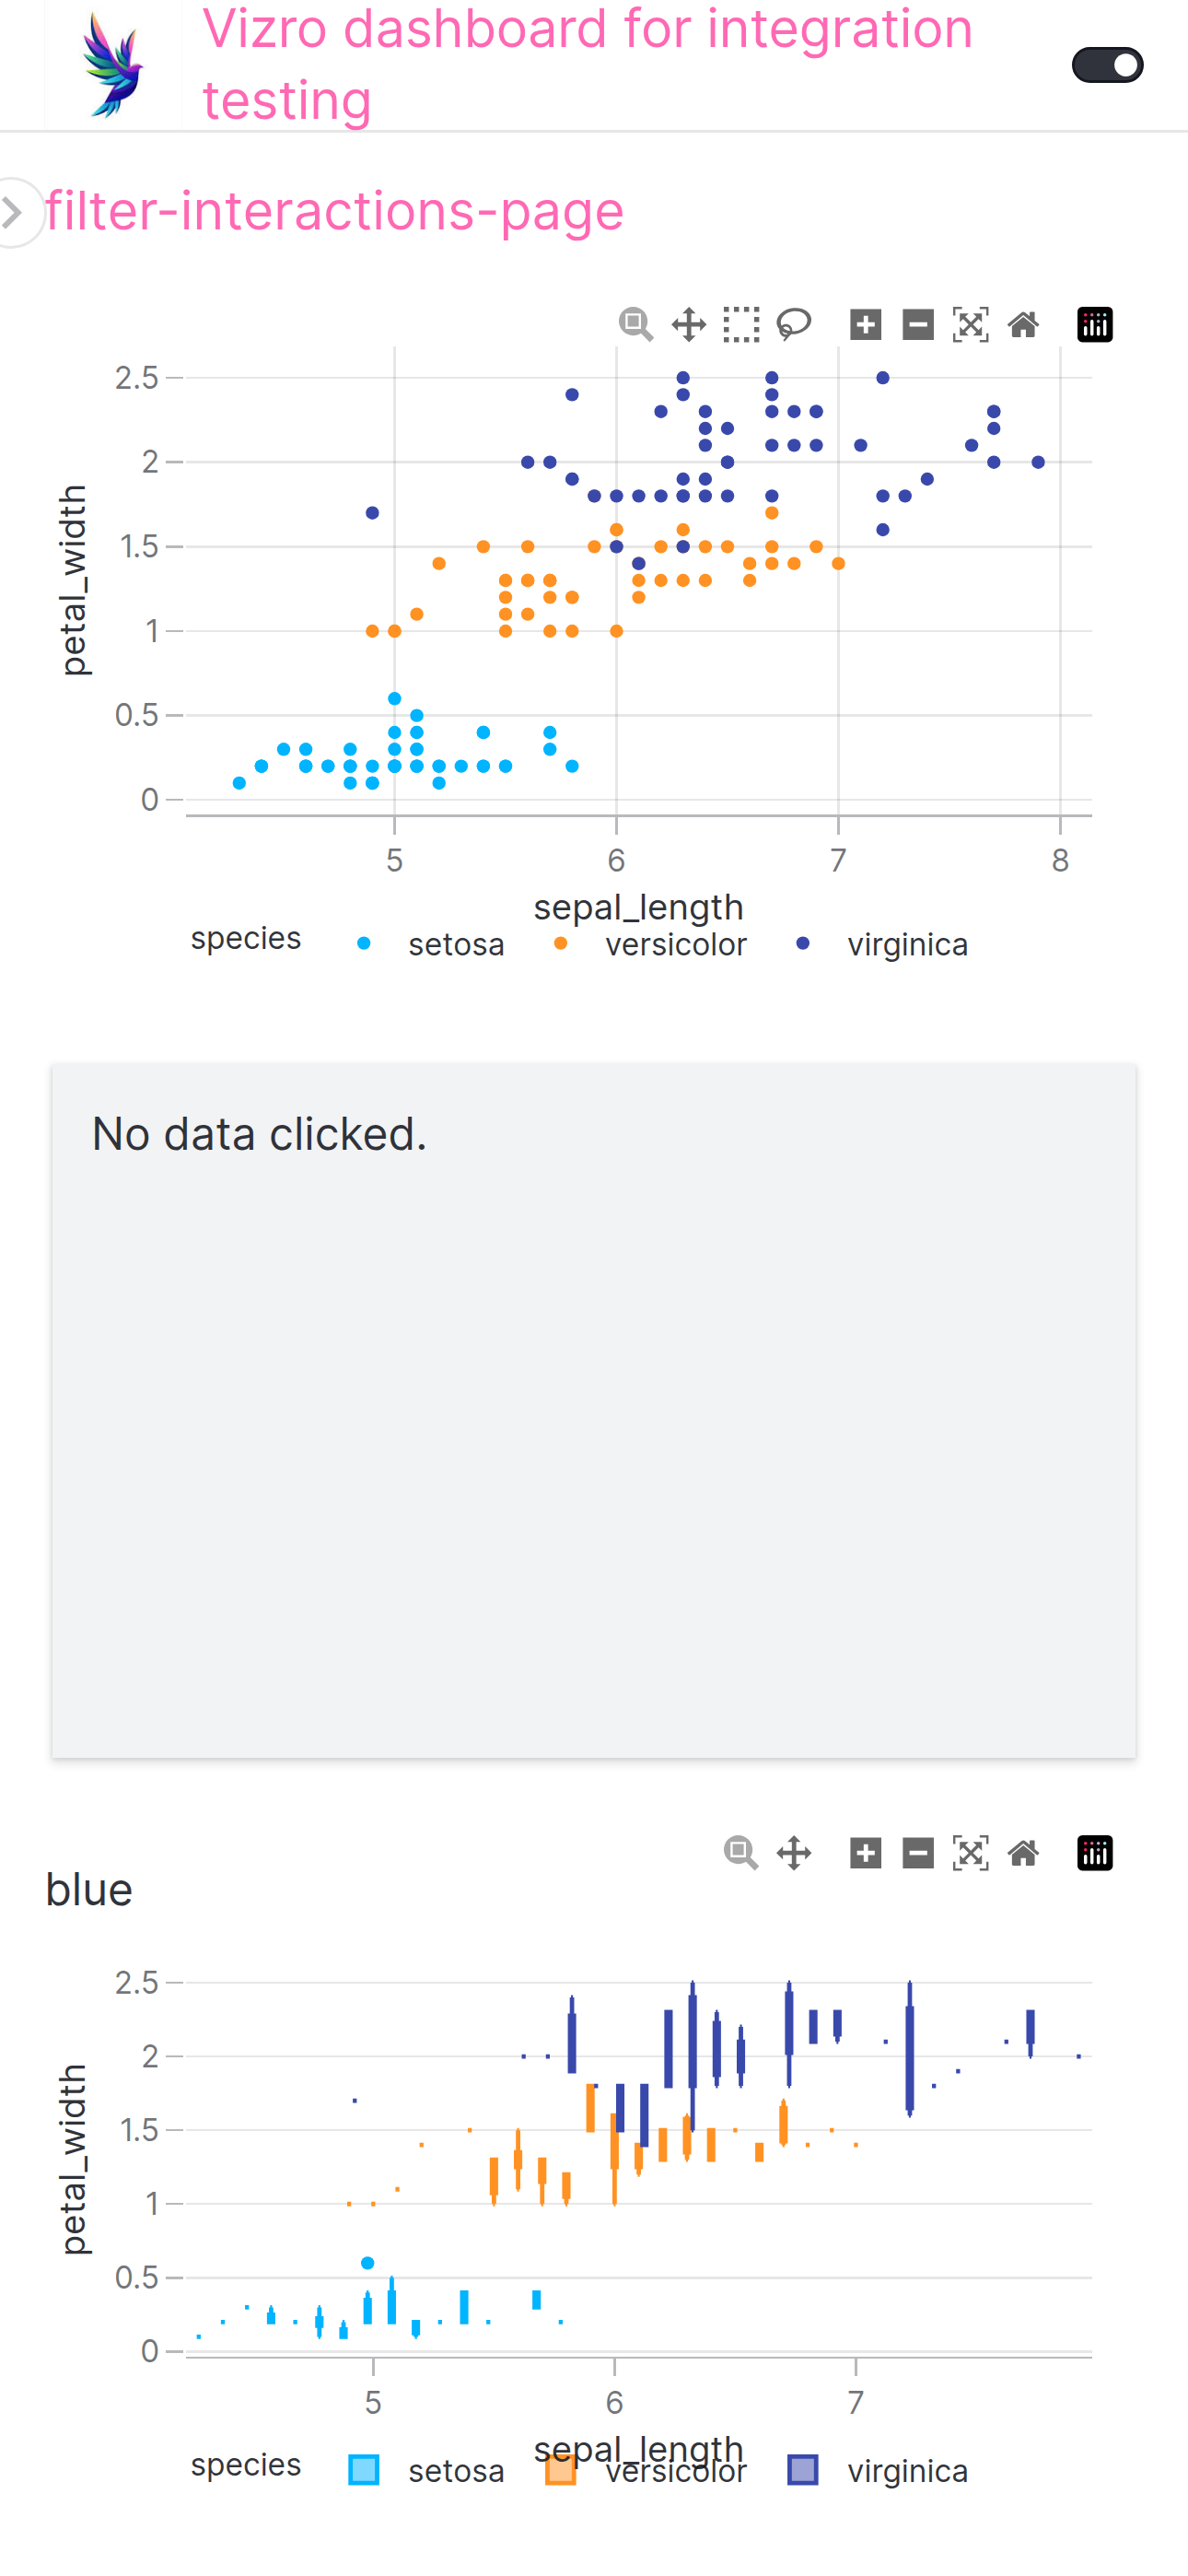 Vizro dashboard for integration
testing
filter-interactions-page
2.5
2
1.5
1
0.5
0
petal_width
5 6 7 8
sepal_length
species setosa versicolor virginica
No data clicked.
blue
2.5
2
1.5
1
0.5
0
petal_width
5 6 7
sepal_length
species setosa versicolor virginica